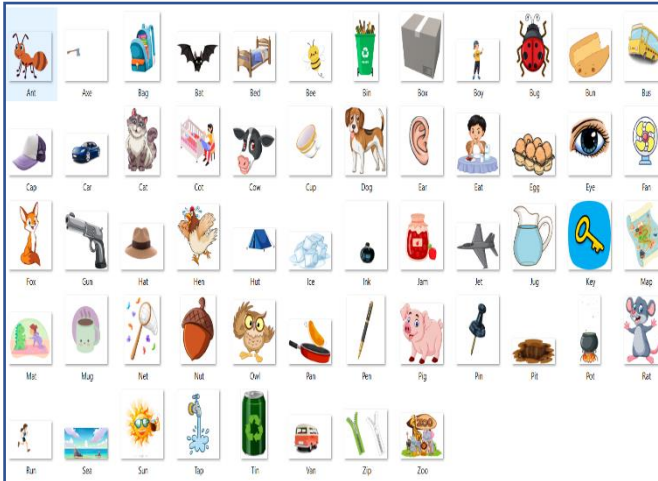 Ant Axe Bag Bat Bed Bee Bin Box Boy Bug Bun Bus
Cap Car Cat Cot Cow Cup Dog Ear Eat Egg Eye Fan
Fox Gun Hat Hen Hut Ice Ink Jam Jet Jug Key Map
Mat Mug Net Nut Owl Pan Pen Pig Pin Pit Pot Rat
ZOO
Run Sea Sun Tap Tin Van Zip Zoo